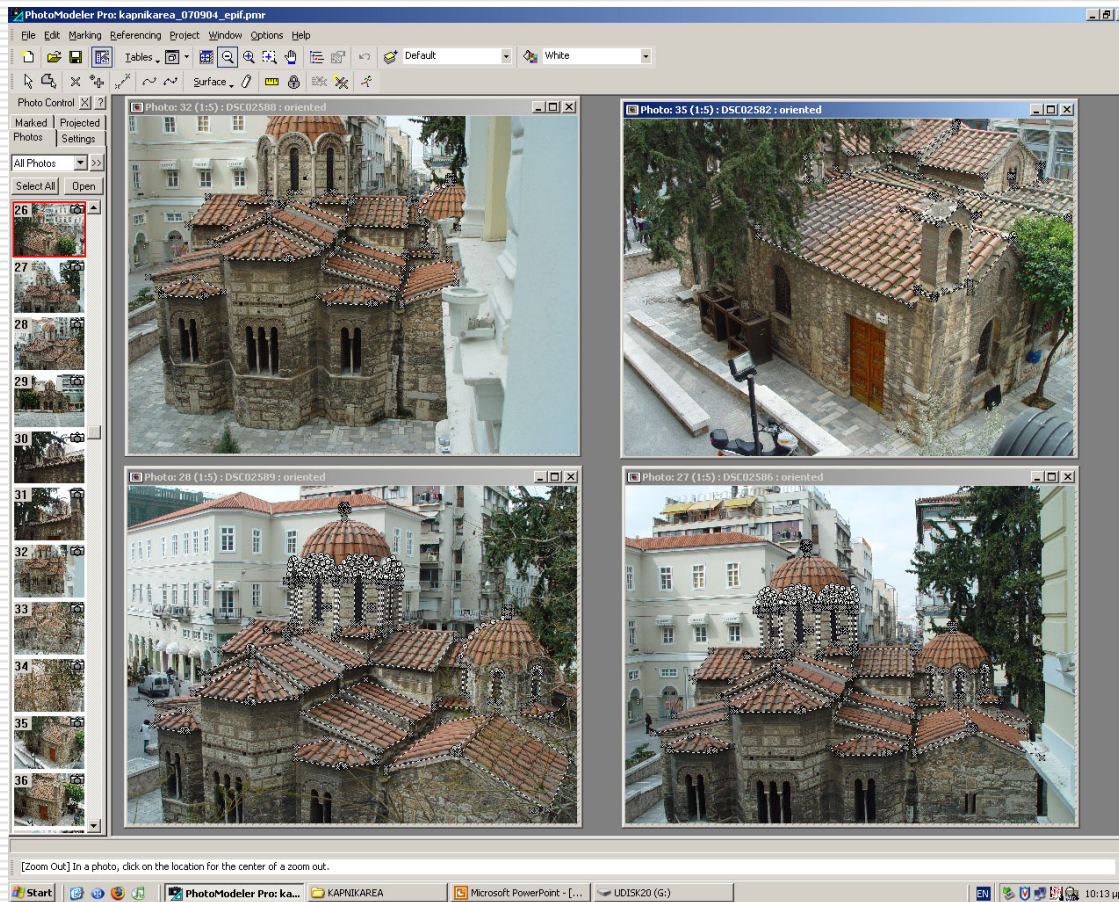 PhotoModeler Pro: kapnikarea_070904_epif.pmr
File Edit Marking Referencing Project Window Options Help
Tables Default White
Surface
Photo Control
Marked Projected
Photos Settings
All Photos >>
Select All Open
26
27
28
29
30
31
32
33
34
35
36
Photo: 32 (1:5) : DSC02588 : oriented
Photo: 35 (1:5) : DSC02582 : oriented
Photo: 28 (1:5) : DSC02589 : oriented
Photo: 27 (1:5) : DSC02586 : oriented
[Zoom Out] In a photo, click on the location for the center of a zoom out.
Start PhotoModeler Pro: ka... KAPNIKAREA Microsoft PowerPoint - [... UDISK20 (G:) EN 10:13 μμ